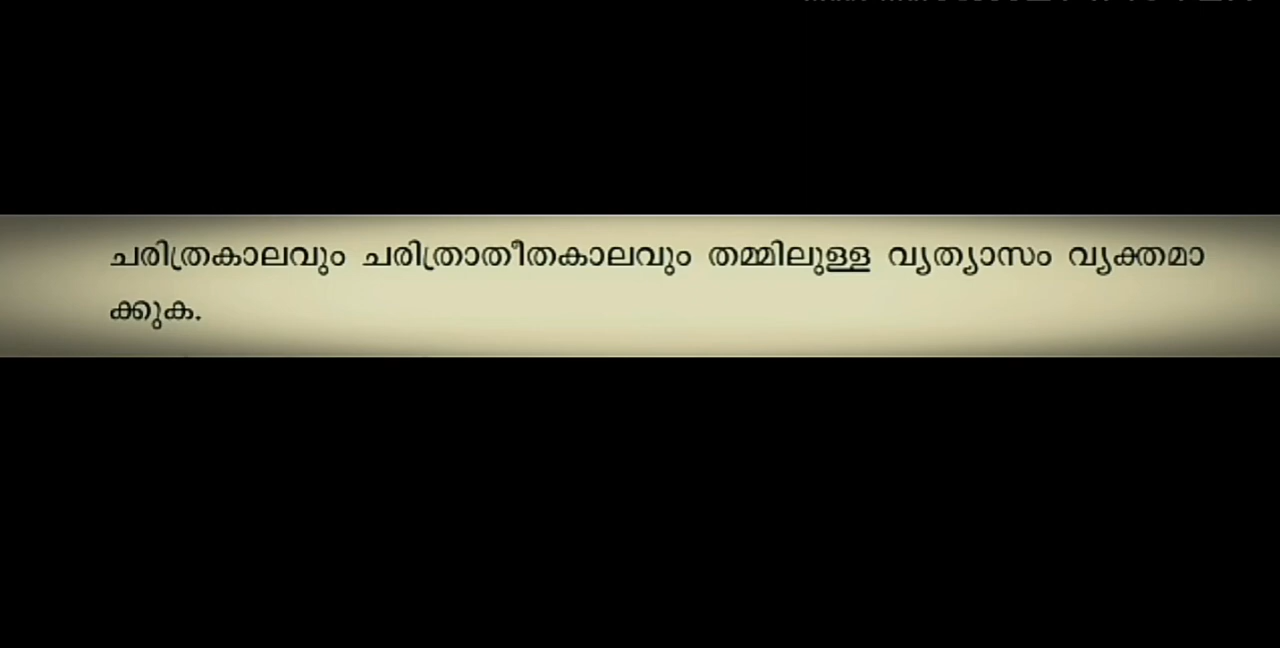 ചരിത്രകാലവും ചരിത്രാതീതകാലവും തമ്മിലുള്ള വ്യത്യാസം വ്യക്തമാ
ക്കുക.